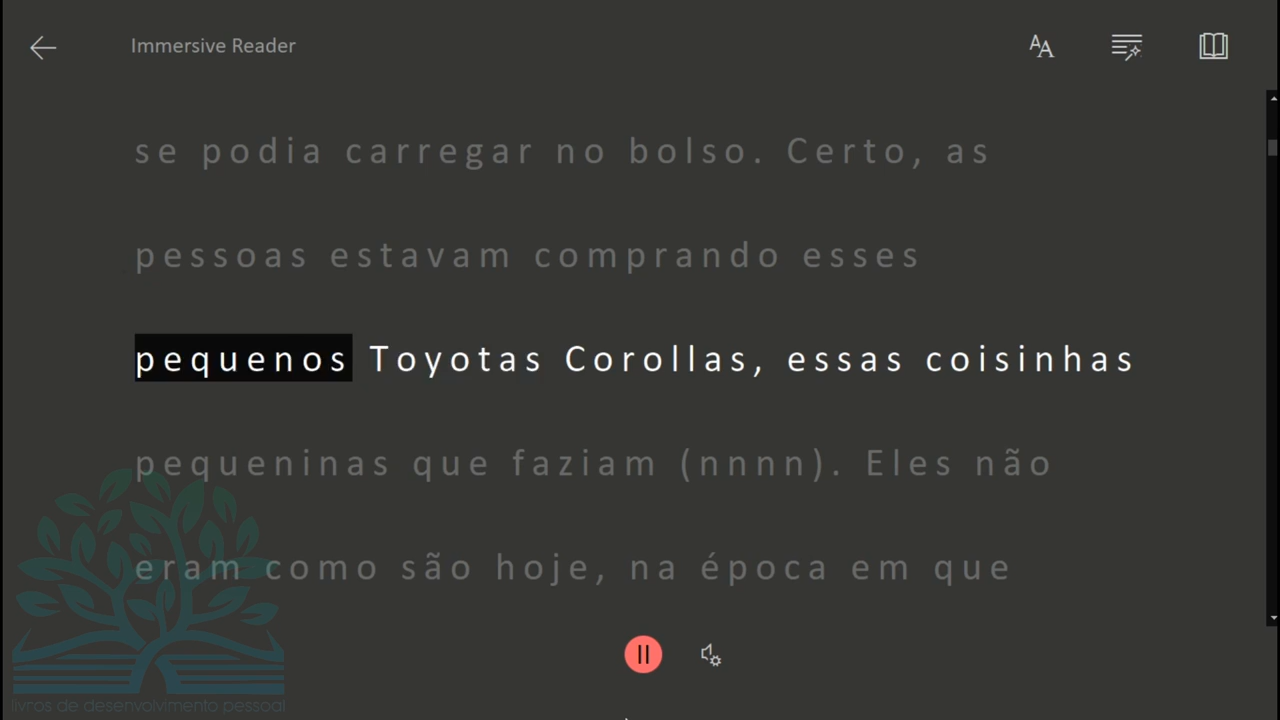 Immersive Reader
se podia carregar no bolso. Certo, as
pessoas estavam comprando esses
pequenos Toyotas Corollas, essas coisinhas
pequeninas que faziam (nnnn). Eles não
eram como são hoje, na época em que
livros de desenvolvimento pessoal